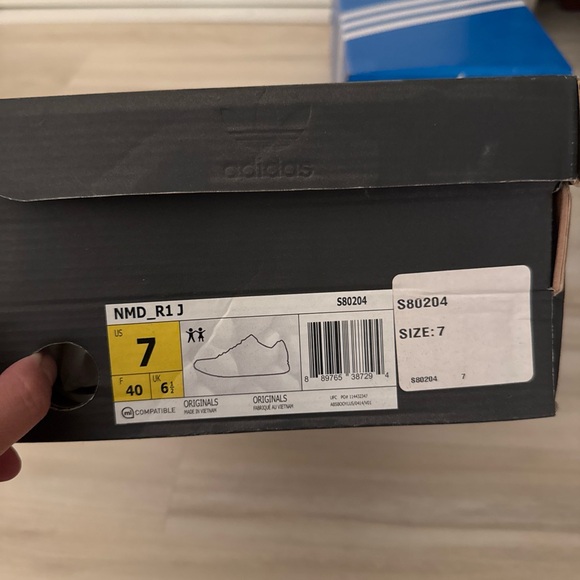 adidas
NMD_R1 J S80204
US
7
F
40
UK
6½
mi COMPATIBLE
ORIGINALS
MADE IN VIETNAM
ORIGINALS
FABRIQUÉ AU VIETNAM
8 89765 38729 4
S80204
SIZE: 7
S80204 7